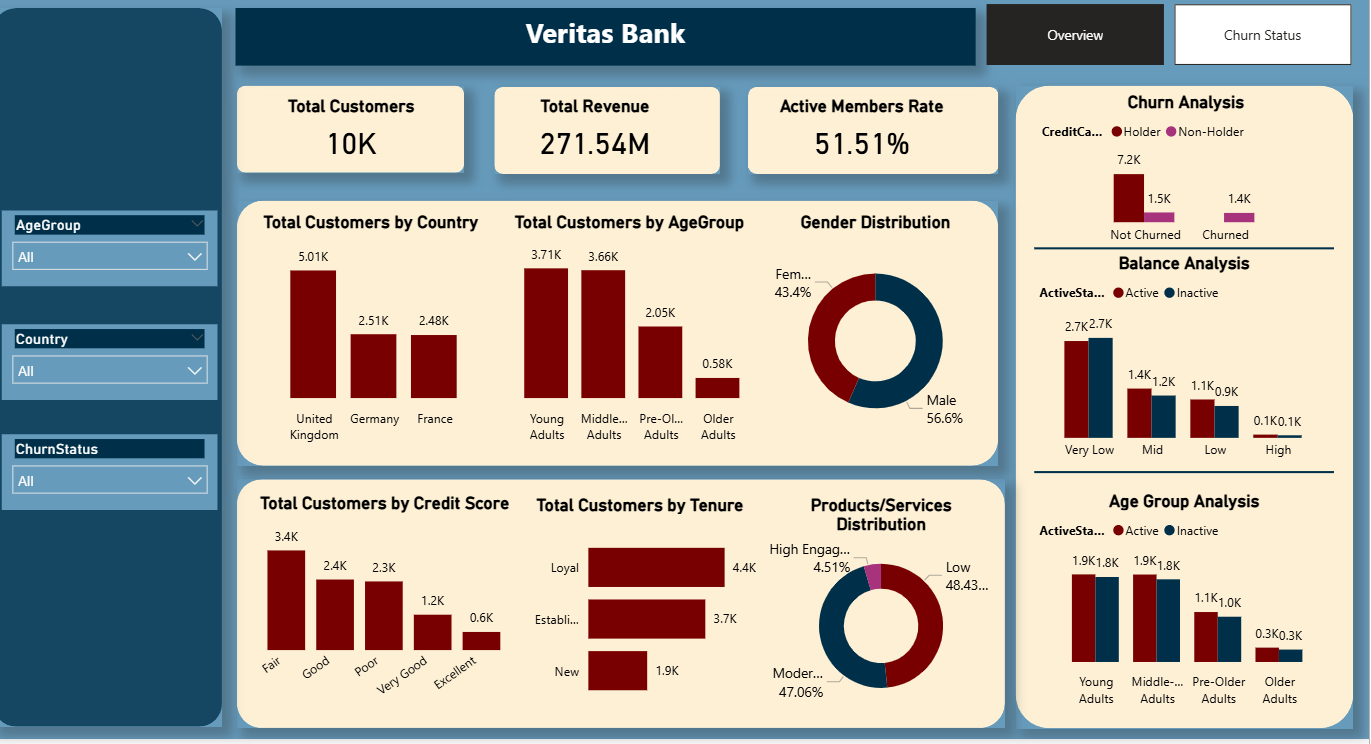 Veritas Bank
Overview
Churn Status
Total Customers
10K
Total Revenue
271.54M
Active Members Rate
51.51%
AgeGroup
All
Country
All
ChurnStatus
All
Total Customers by Country
5.01K
2.51K
2.48K
United
Kingdom
Germany
France
Total Customers by AgeGroup
3.71K
3.66K
2.05K
0.58K
Young
Adults
Middle...
Adults
Pre-Ol...
Adults
Older
Adults
Gender Distribution
Fem...
43.4%
Male
56.6%
Total Customers by Credit Score
3.4K
2.4K
2.3K
1.2K
0.6K
Fair
Good
Poor
Very Good
Excellent
Total Customers by Tenure
Loyal
4.4K
Establi...
3.7K
New
1.9K
Products/Services
Distribution
High Engag...
4.51%
Low
48.43...
Moder...
47.06%
Churn Analysis
CreditCa... Holder Non-Holder
7.2K
1.5K
1.4K
Not Churned
Churned
Balance Analysis
ActiveSta... Active Inactive
2.7K 2.7K
1.4K 1.2K
1.1K 0.9K
0.1K 0.1K
Very Low
Mid
Low
High
Age Group Analysis
ActiveSta... Active Inactive
1.9K 1.8K
1.9K 1.8K
1.1K 1.0K
0.3K 0.3K
Young
Adults
Middle-...
Adults
Pre-Older
Adults
Older
Adults